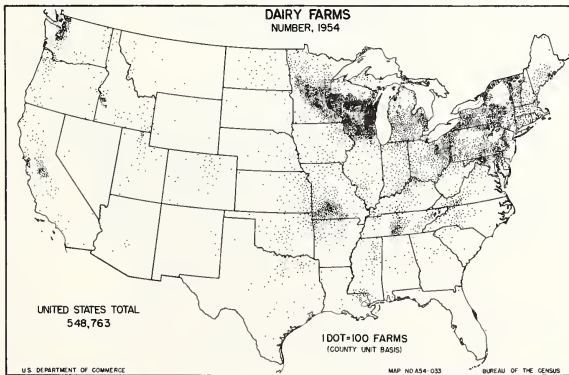 DAIRY FARMS
NUMBER, 1954
UNITED STATES TOTAL
548,763
1 DOT=100 FARMS
(COUNTY UNIT BASIS)
U.S. DEPARTMENT OF COMMERCE
MAP NO A54-033
BUREAU OF THE CENSUS